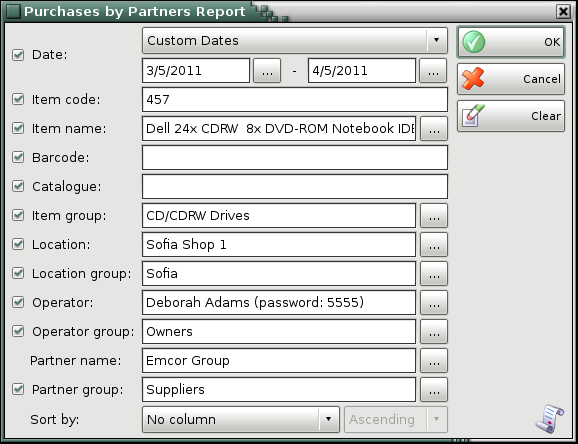 Purchases by Partners Report
Date: Custom Dates OK
3/5/2011 ... - 4/5/2011 ... Cancel
Item code: 457
Item name: Dell 24x CDRW 8x DVD-ROM Notebook IDE ... Clear
Barcode:
Catalogue:
Item group: CD/CDRW Drives ...
Location: Sofia Shop 1 ...
Location group: Sofia ...
Operator: Deborah Adams (password: 5555) ...
Operator group: Owners ...
Partner name: Emcor Group ...
Partner group: Suppliers ...
Sort by: No column Ascending